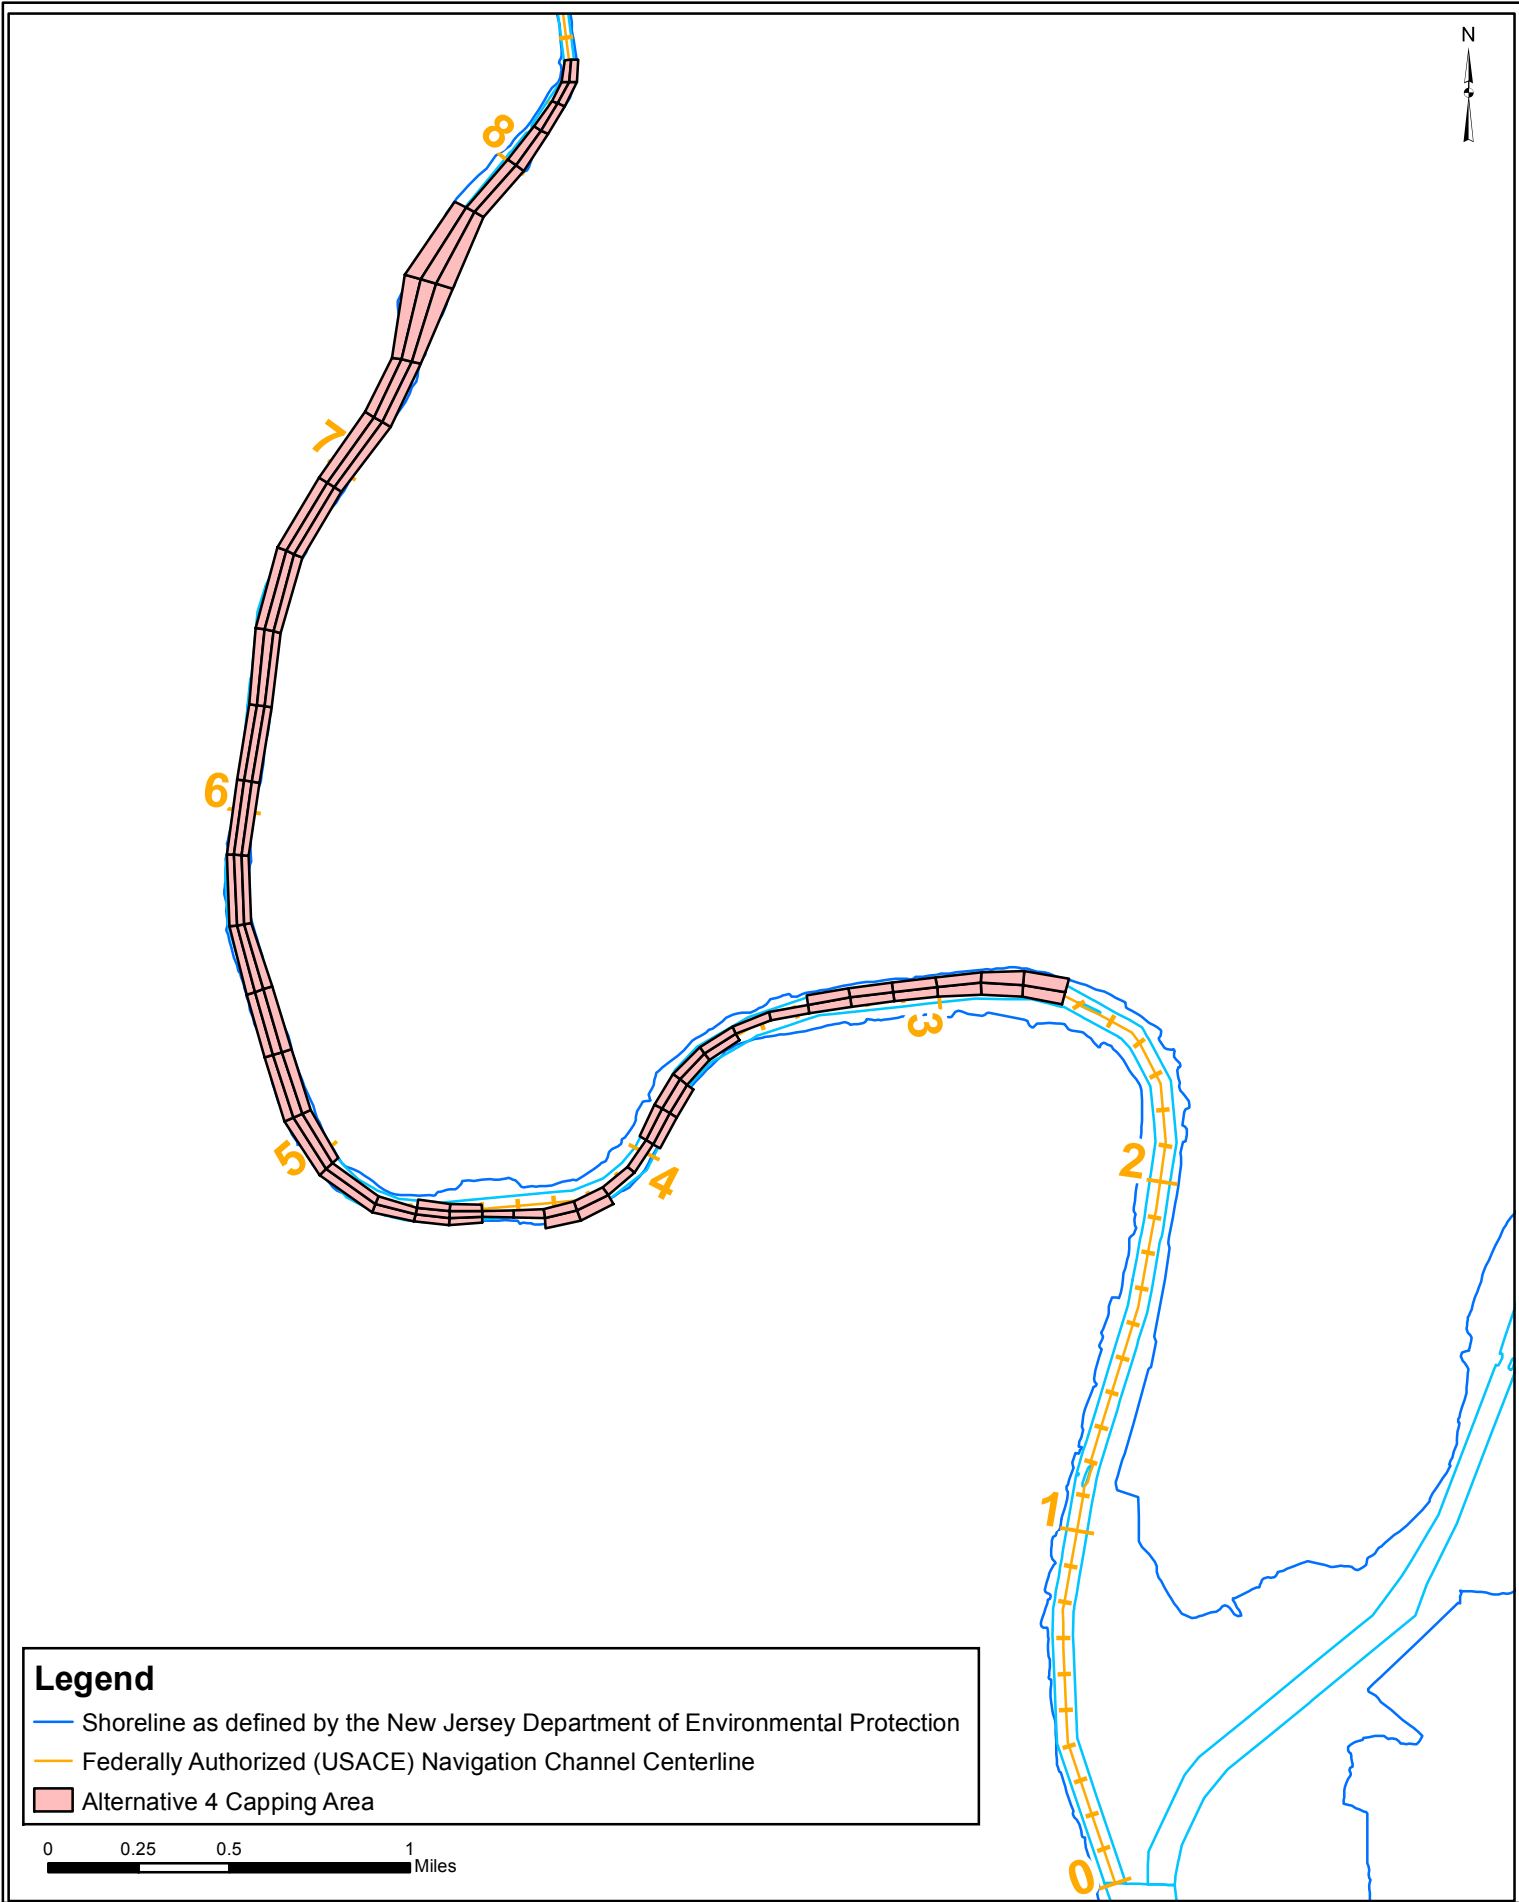 N
8
7
6
5
4
3
2
1
0
Legend
Shoreline as defined by the New Jersey Department of Environmental Protection
Federally Authorized (USACE) Navigation Channel Centerline
Alternative 4 Capping Area
0 0.25 0.5 1
Miles